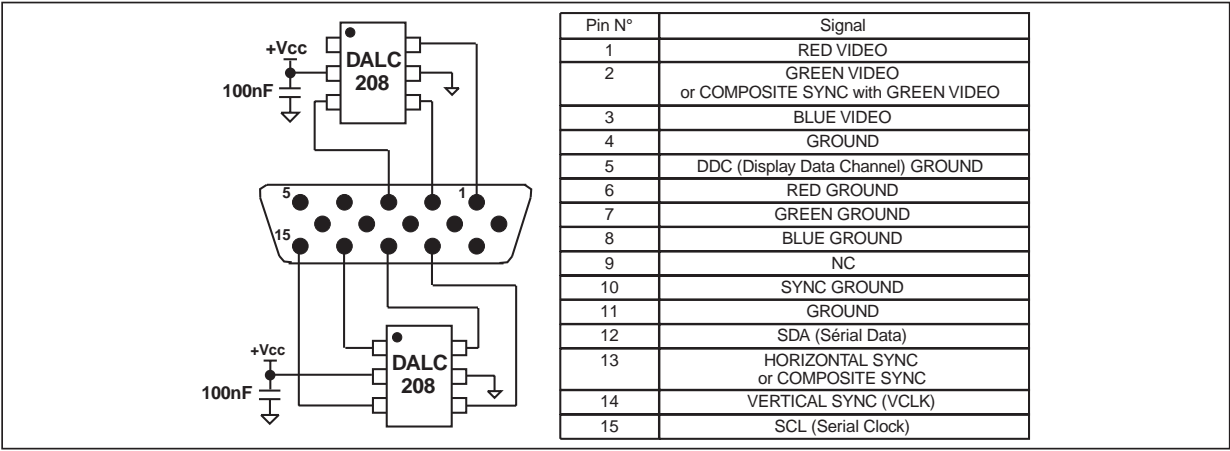 +Vcc
100nF
DALC
208
5
1
15
+Vcc
100nF
DALC
208
Pin N° Signal
1 RED VIDEO
2 GREEN VIDEO
or COMPOSITE SYNC with GREEN VIDEO
3 BLUE VIDEO
4 GROUND
5 DDC (Display Data Channel) GROUND
6 RED GROUND
7 GREEN GROUND
8 BLUE GROUND
9 NC
10 SYNC GROUND
11 GROUND
12 SDA (Sérial Data)
13 HORIZONTAL SYNC
or COMPOSITE SYNC
14 VERTICAL SYNC (VCLK)
15 SCL (Serial Clock)